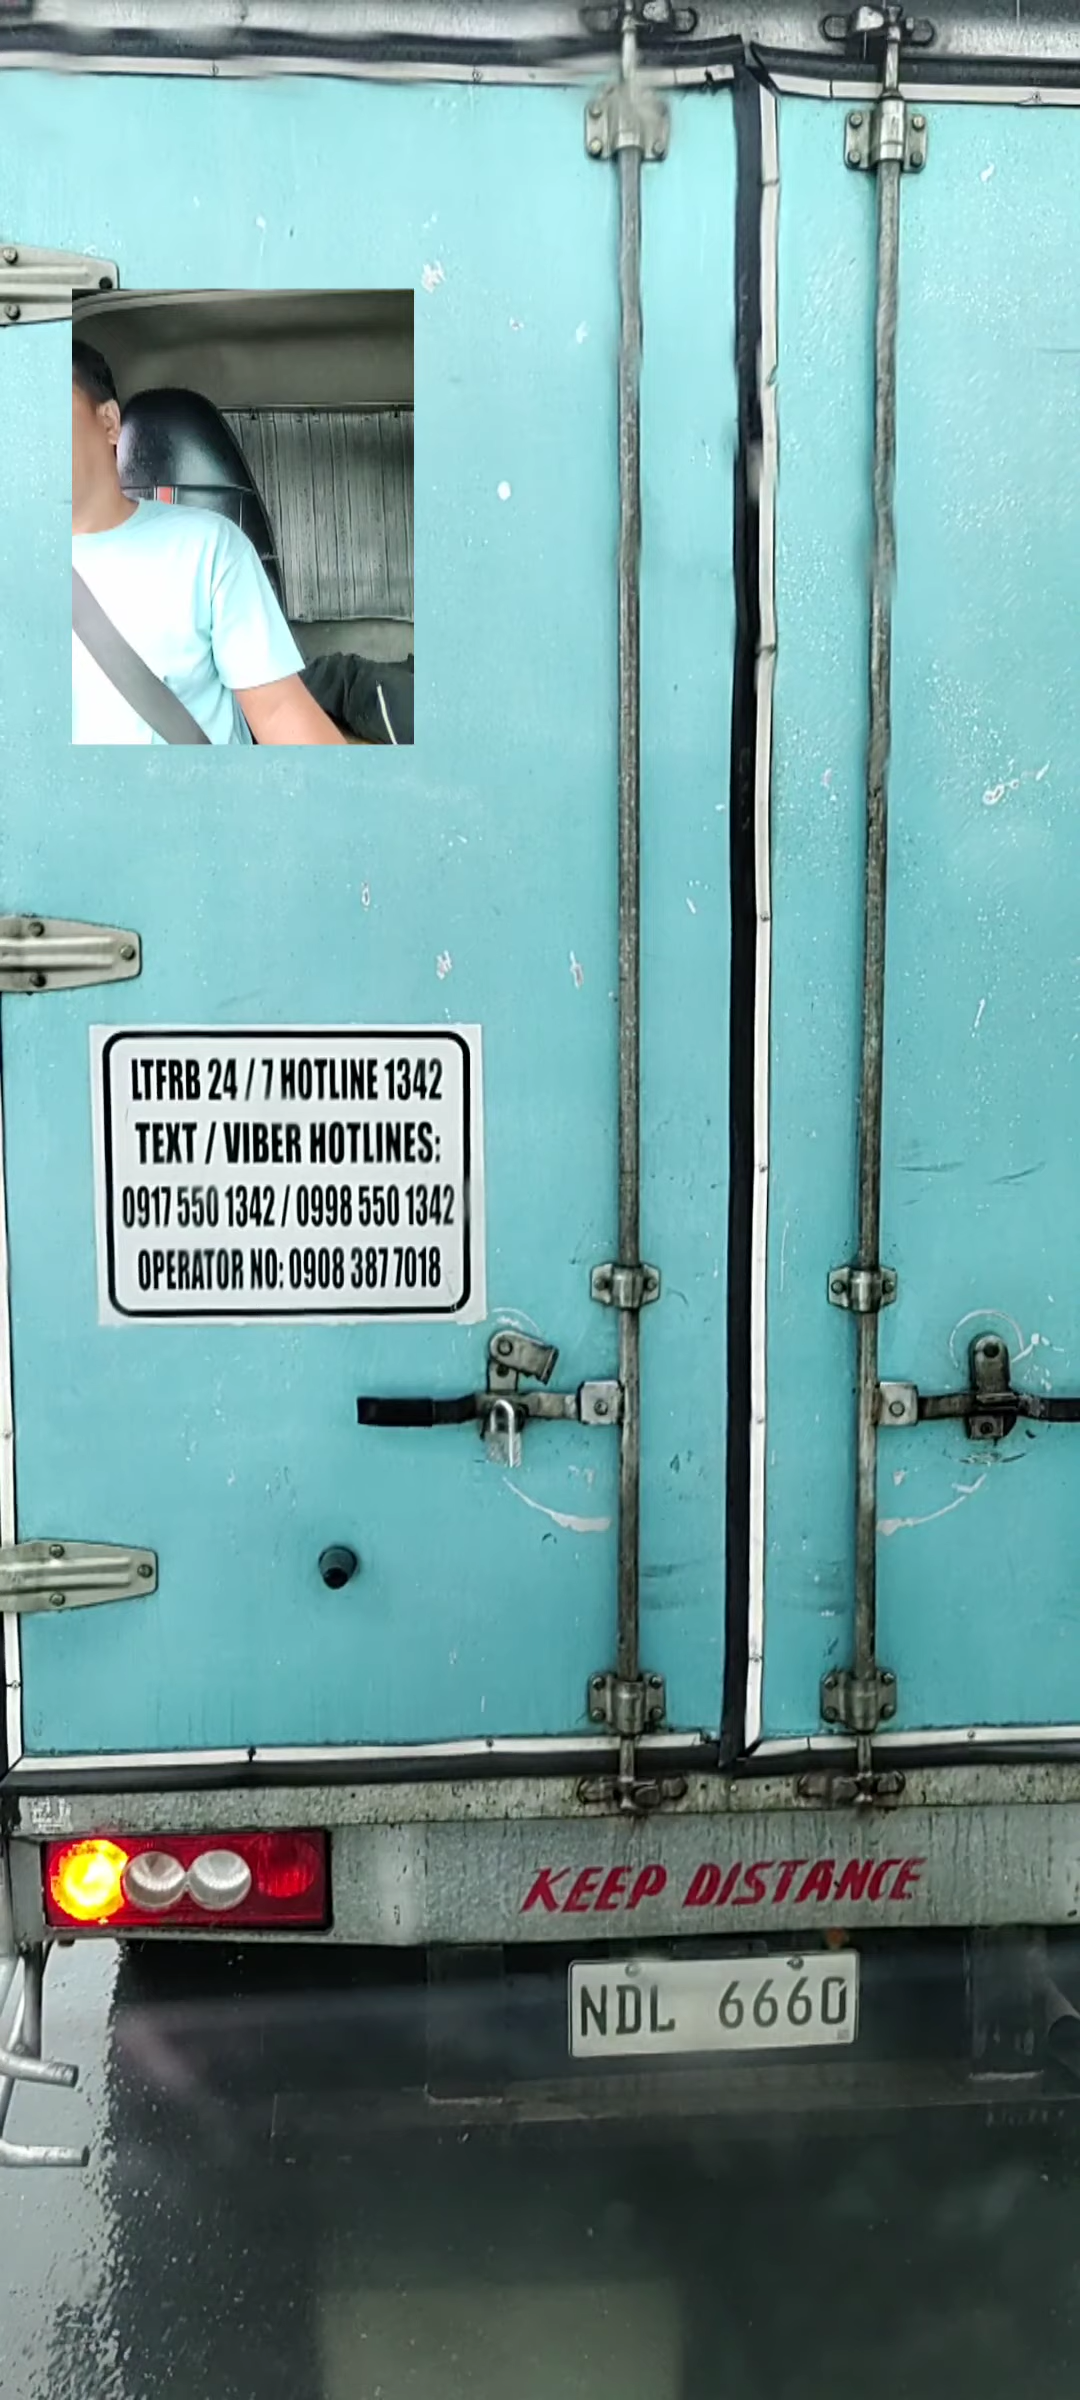 LTFRB 24 / 7 HOTLINE 1342
TEXT / VIBER HOTLINES:
0917 550 1342 / 0998 550 1342
OPERATOR NO: 0908 387 7018
KEEP DISTANCE
NDL 6660